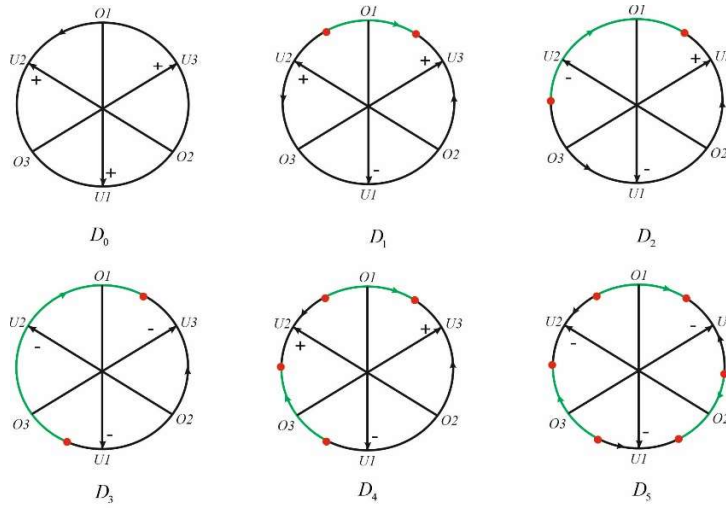 O1
U2
U3
+
+
O3
O2
+
U1
D0
O1
U2
U3
+
+
O3
O2
-
U1
D1
O1
U2
U
-
+
O3
O2
-
U1
D2
O1
U2
U3
-
-
O3
O2
-
U1
D3
O1
U2
U3
+
+
O3
O2
-
U1
D4
O1
U2
U
-
-
O3
O2
-
U1
D5